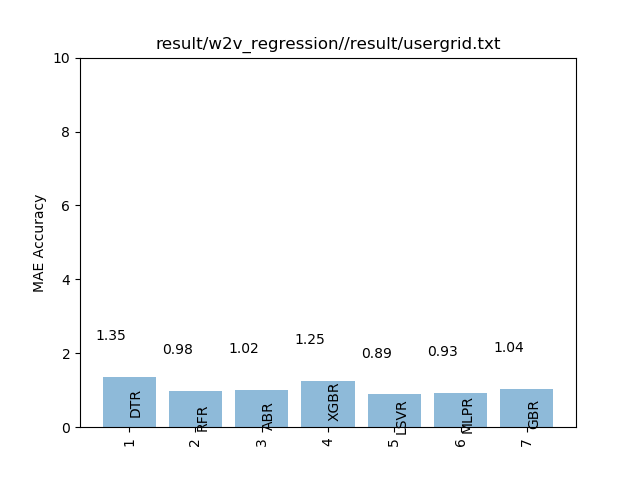 result/w2v_regression//result/usergrid.txt
MAE Accuracy
10
8
6
4
2
0
1.35
0.98
1.02
1.25
0.89
0.93
1.04
DTR
RFR
ABR
XGBR
LSVR
MLPR
GBR
1
2
3
4
5
6
7